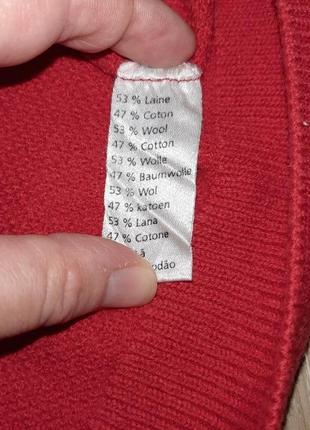 53 % Laine
47 % Coton
53 % Wool
47 % Cotton
53 % Wolle
47 % Baumwolle
53 % Wol
47 % katoen
53 % Lana
47 % Cotone